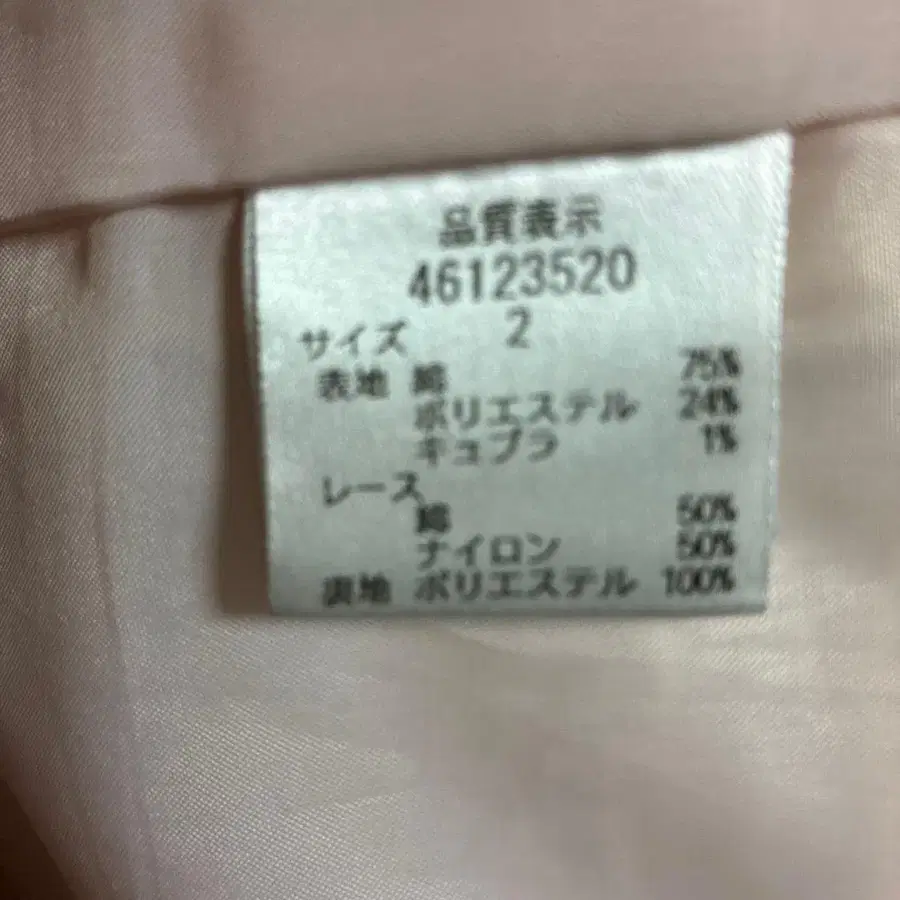 品質表示
46123520
サイズ 2
表地 綿 75%
ポリエステル 24%
キュプラ 1%
レース
綿 50%
ナイロン 50%
裏地 ポリエステル 100%